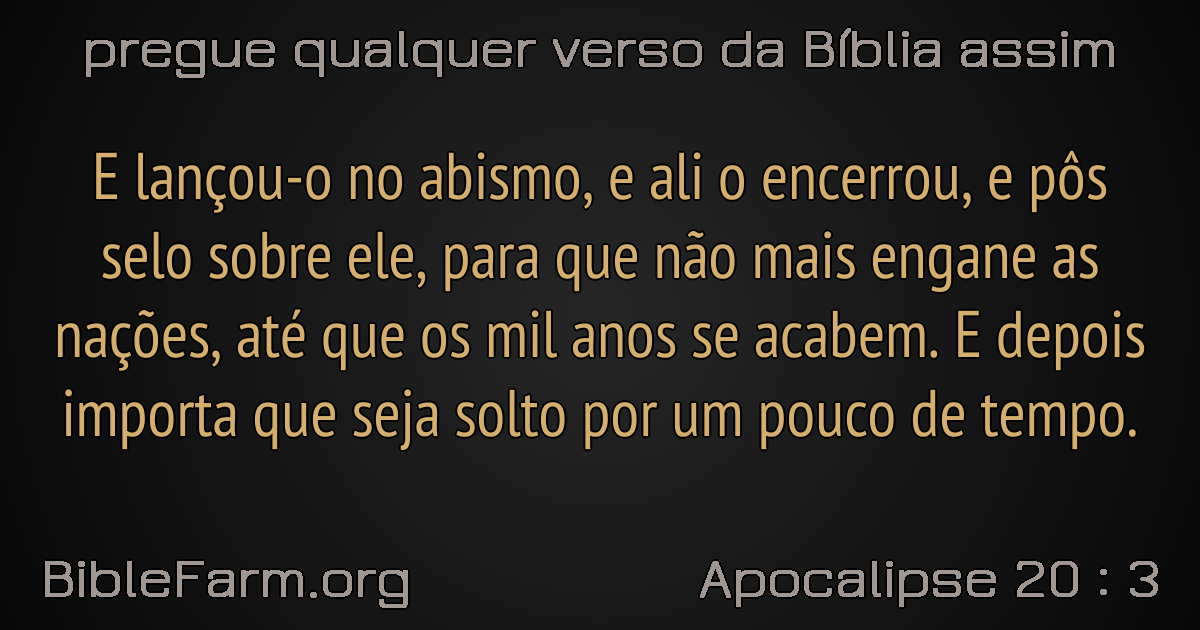 pregue qualquer verso da Bíblia assim
E lançou-o no abismo, e ali o encerrou, e pôs
selo sobre ele, para que não mais engane as
nações, até que os mil anos se acabem. E depois
importa que seja solto por um pouco de tempo.
BibleFarm.org
Apocalipse 20 : 3